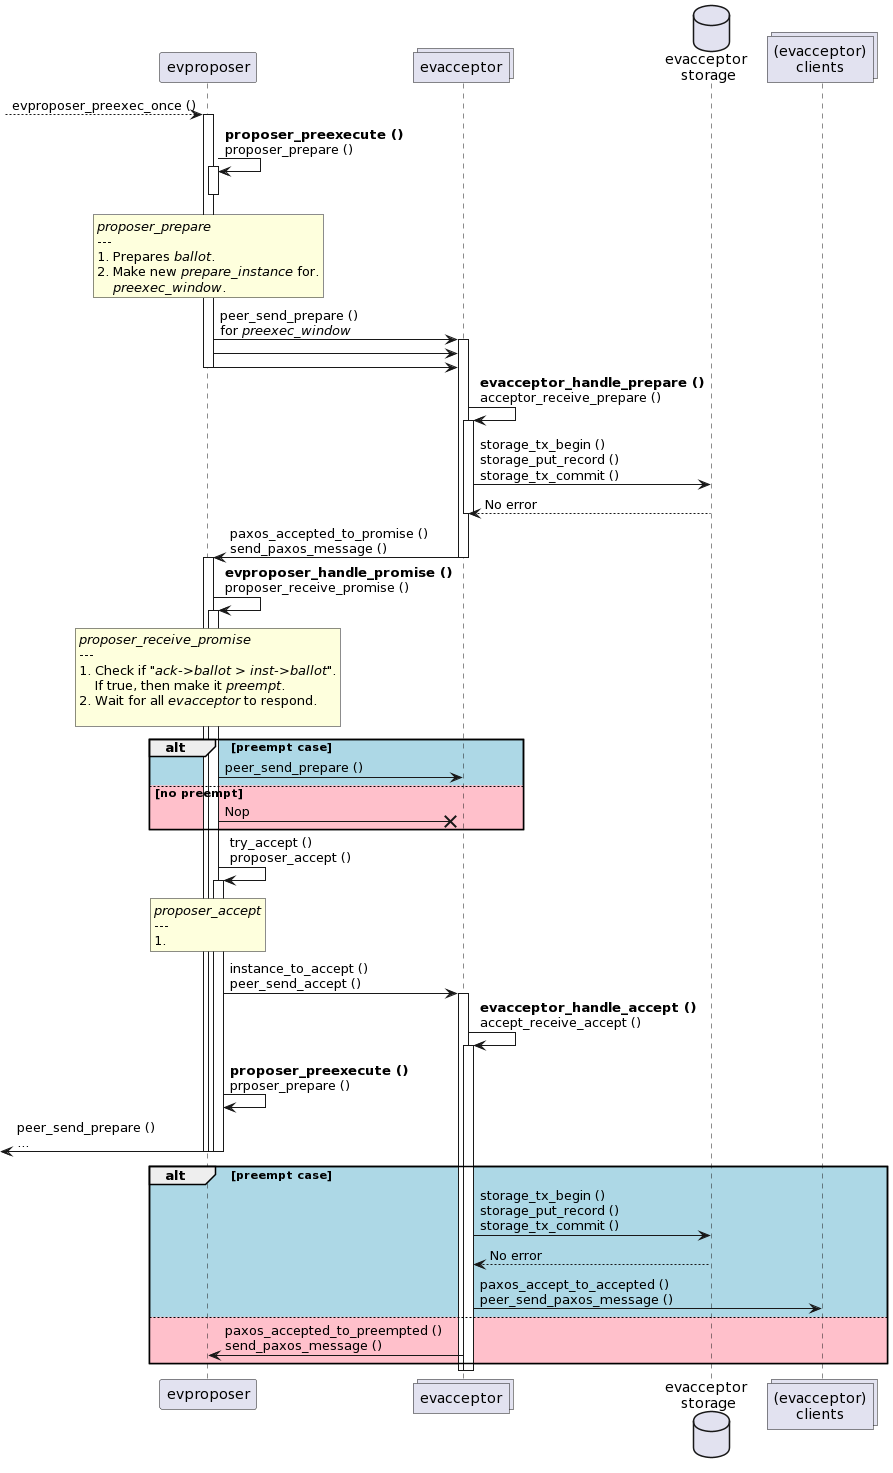 evproposer
evacceptor
evacceptor
storage
(evacceptor)
clients
evproposer_preexec_once ()
proposer_preexecute ()
proposer_prepare ()
proposer_prepare
---
1. Prepares ballot.
2. Make new prepare_instance for.
preexec_window.
peer_send_prepare ()
for preexec_window
evacceptor_handle_prepare ()
acceptor_receive_prepare ()
storage_tx_begin ()
storage_put_record ()
storage_tx_commit ()
No error
paxos_accepted_to_promise ()
send_paxos_message ()
evproposer_handle_promise ()
proposer_receive_promise ()
proposer_receive_promise
---
1. Check if "ack->ballot > inst->ballot".
If true, then make it preempt.
2. Wait for all evacceptor to respond.
alt [preempt case]
peer_send_prepare ()
[no preempt]
Nop
try_accept ()
proposer_accept ()
proposer_accept
---
1.
instance_to_accept ()
peer_send_accept ()
evacceptor_handle_accept ()
accept_receive_accept ()
proposer_preexecute ()
prposer_prepare ()
peer_send_prepare ()
...
alt [preempt case]
storage_tx_begin ()
storage_put_record ()
storage_tx_commit ()
No error
paxos_accept_to_accepted ()
peer_send_paxos_message ()
paxos_accepted_to_preempted ()
send_paxos_message ()
evproposer
evacceptor
evacceptor
storage
(evacceptor)
clients